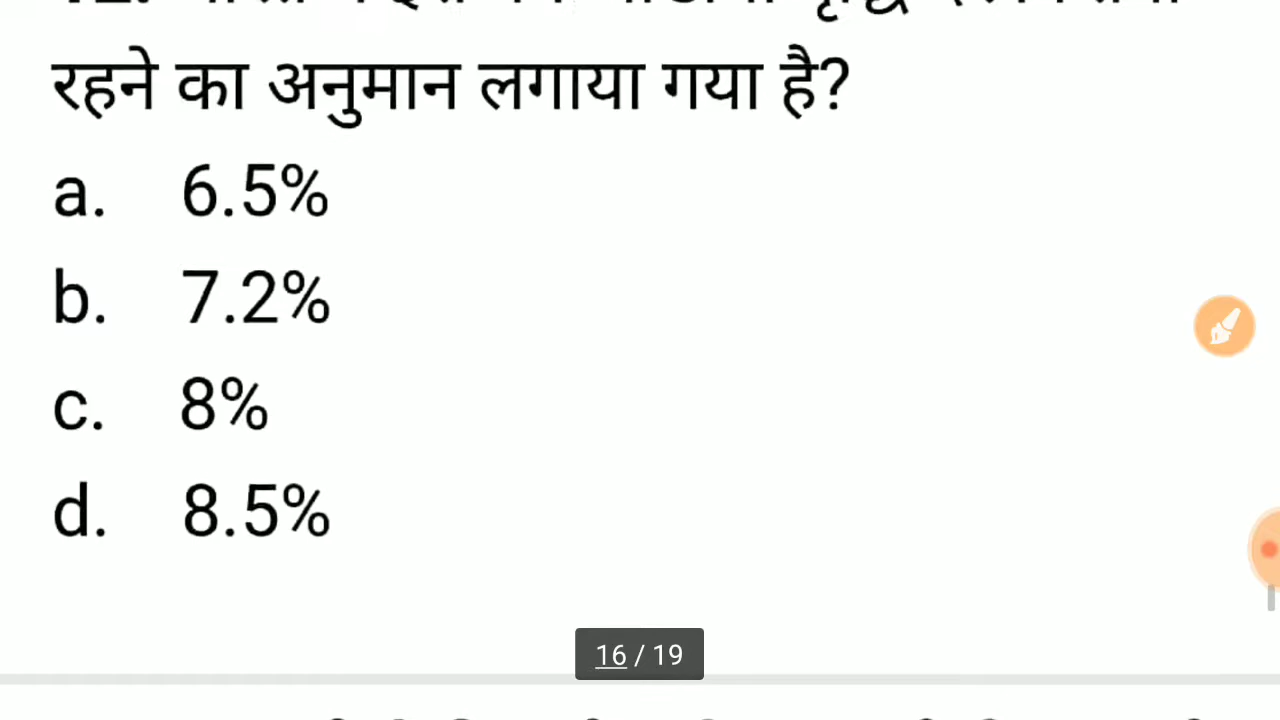 रहने का अनुमान लगाया गया है?
a. 6.5%
b. 7.2%
c. 8%
d. 8.5%
16 / 19